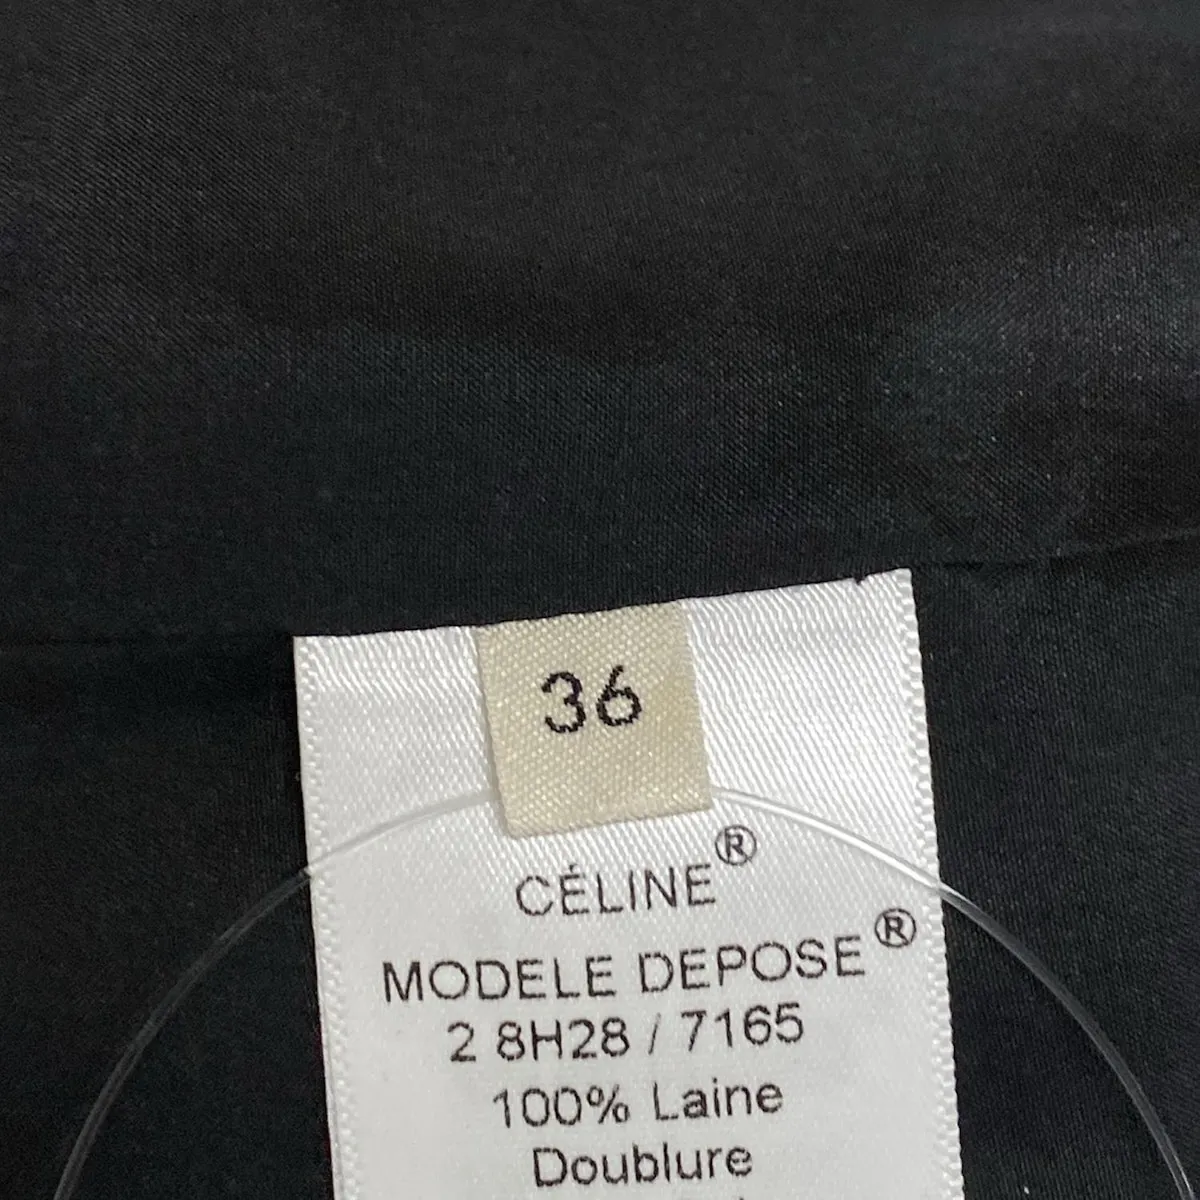 36
CÉLINE®
MODELE DEPOSE®
2 8H28 / 7165
100% Laine
Doublure